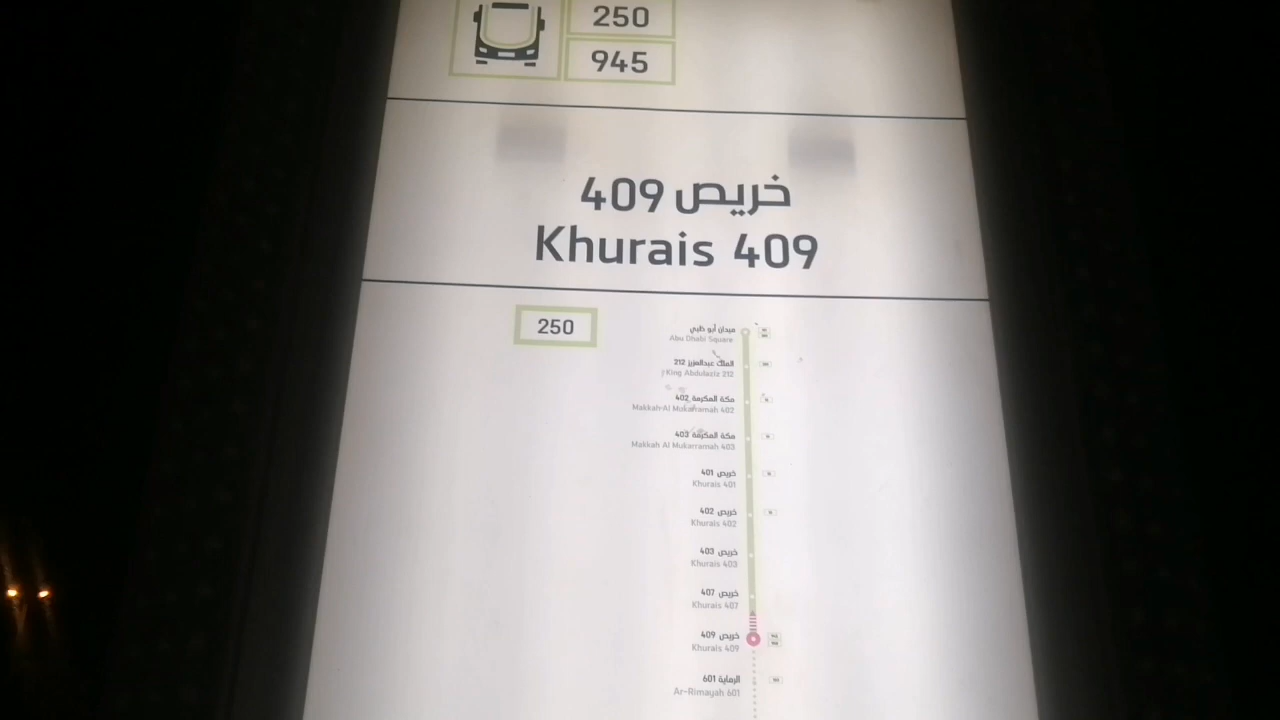 250
945
خريص 409
Khurais 409
250
ميدان أبو ظبي
Abu Dhabi Square
الملك عبدالعزيز 212
King Abdulaziz 212
مكة المكرمة 402
Makkah Al Mukarramah 402
مكة المكرمة 403
Makkah Al Mukarramah 403
خريص 401
Khurais 401
خريص 402
Khurais 402
خريص 403
Khurais 403
خريص 407
Khurais 407
خريص 409
Khurais 409
الرماية 601
Ar-Rimayah 601